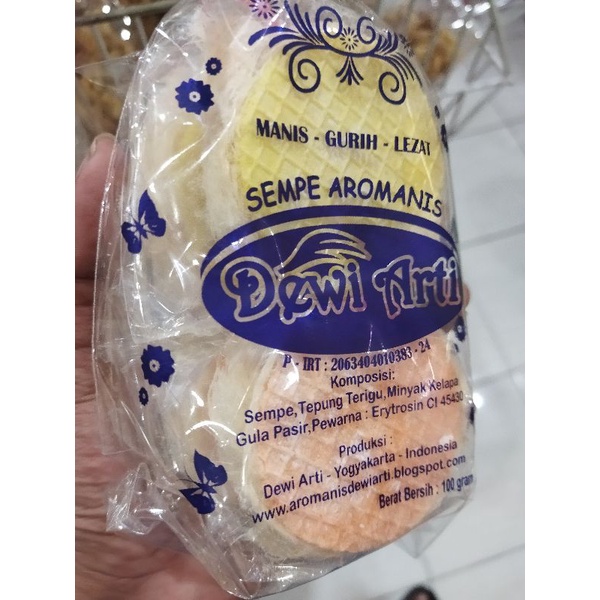 MANIS - GURIH - LEZAT
SEMPE AROMANIS
Dewi Arti
P - IRT : 2063404010383 - 24
Komposisi:
Sempe,Tepung Terigu,Minyak Kelapa
Gula Pasir,Pewarna : Erytrosin CI 45430
Produksi :
Dewi Arti - Yogyakarta - Indonesia
www.aromanisdewiarti.blogspot.com
Berat Bersih : 100 gram